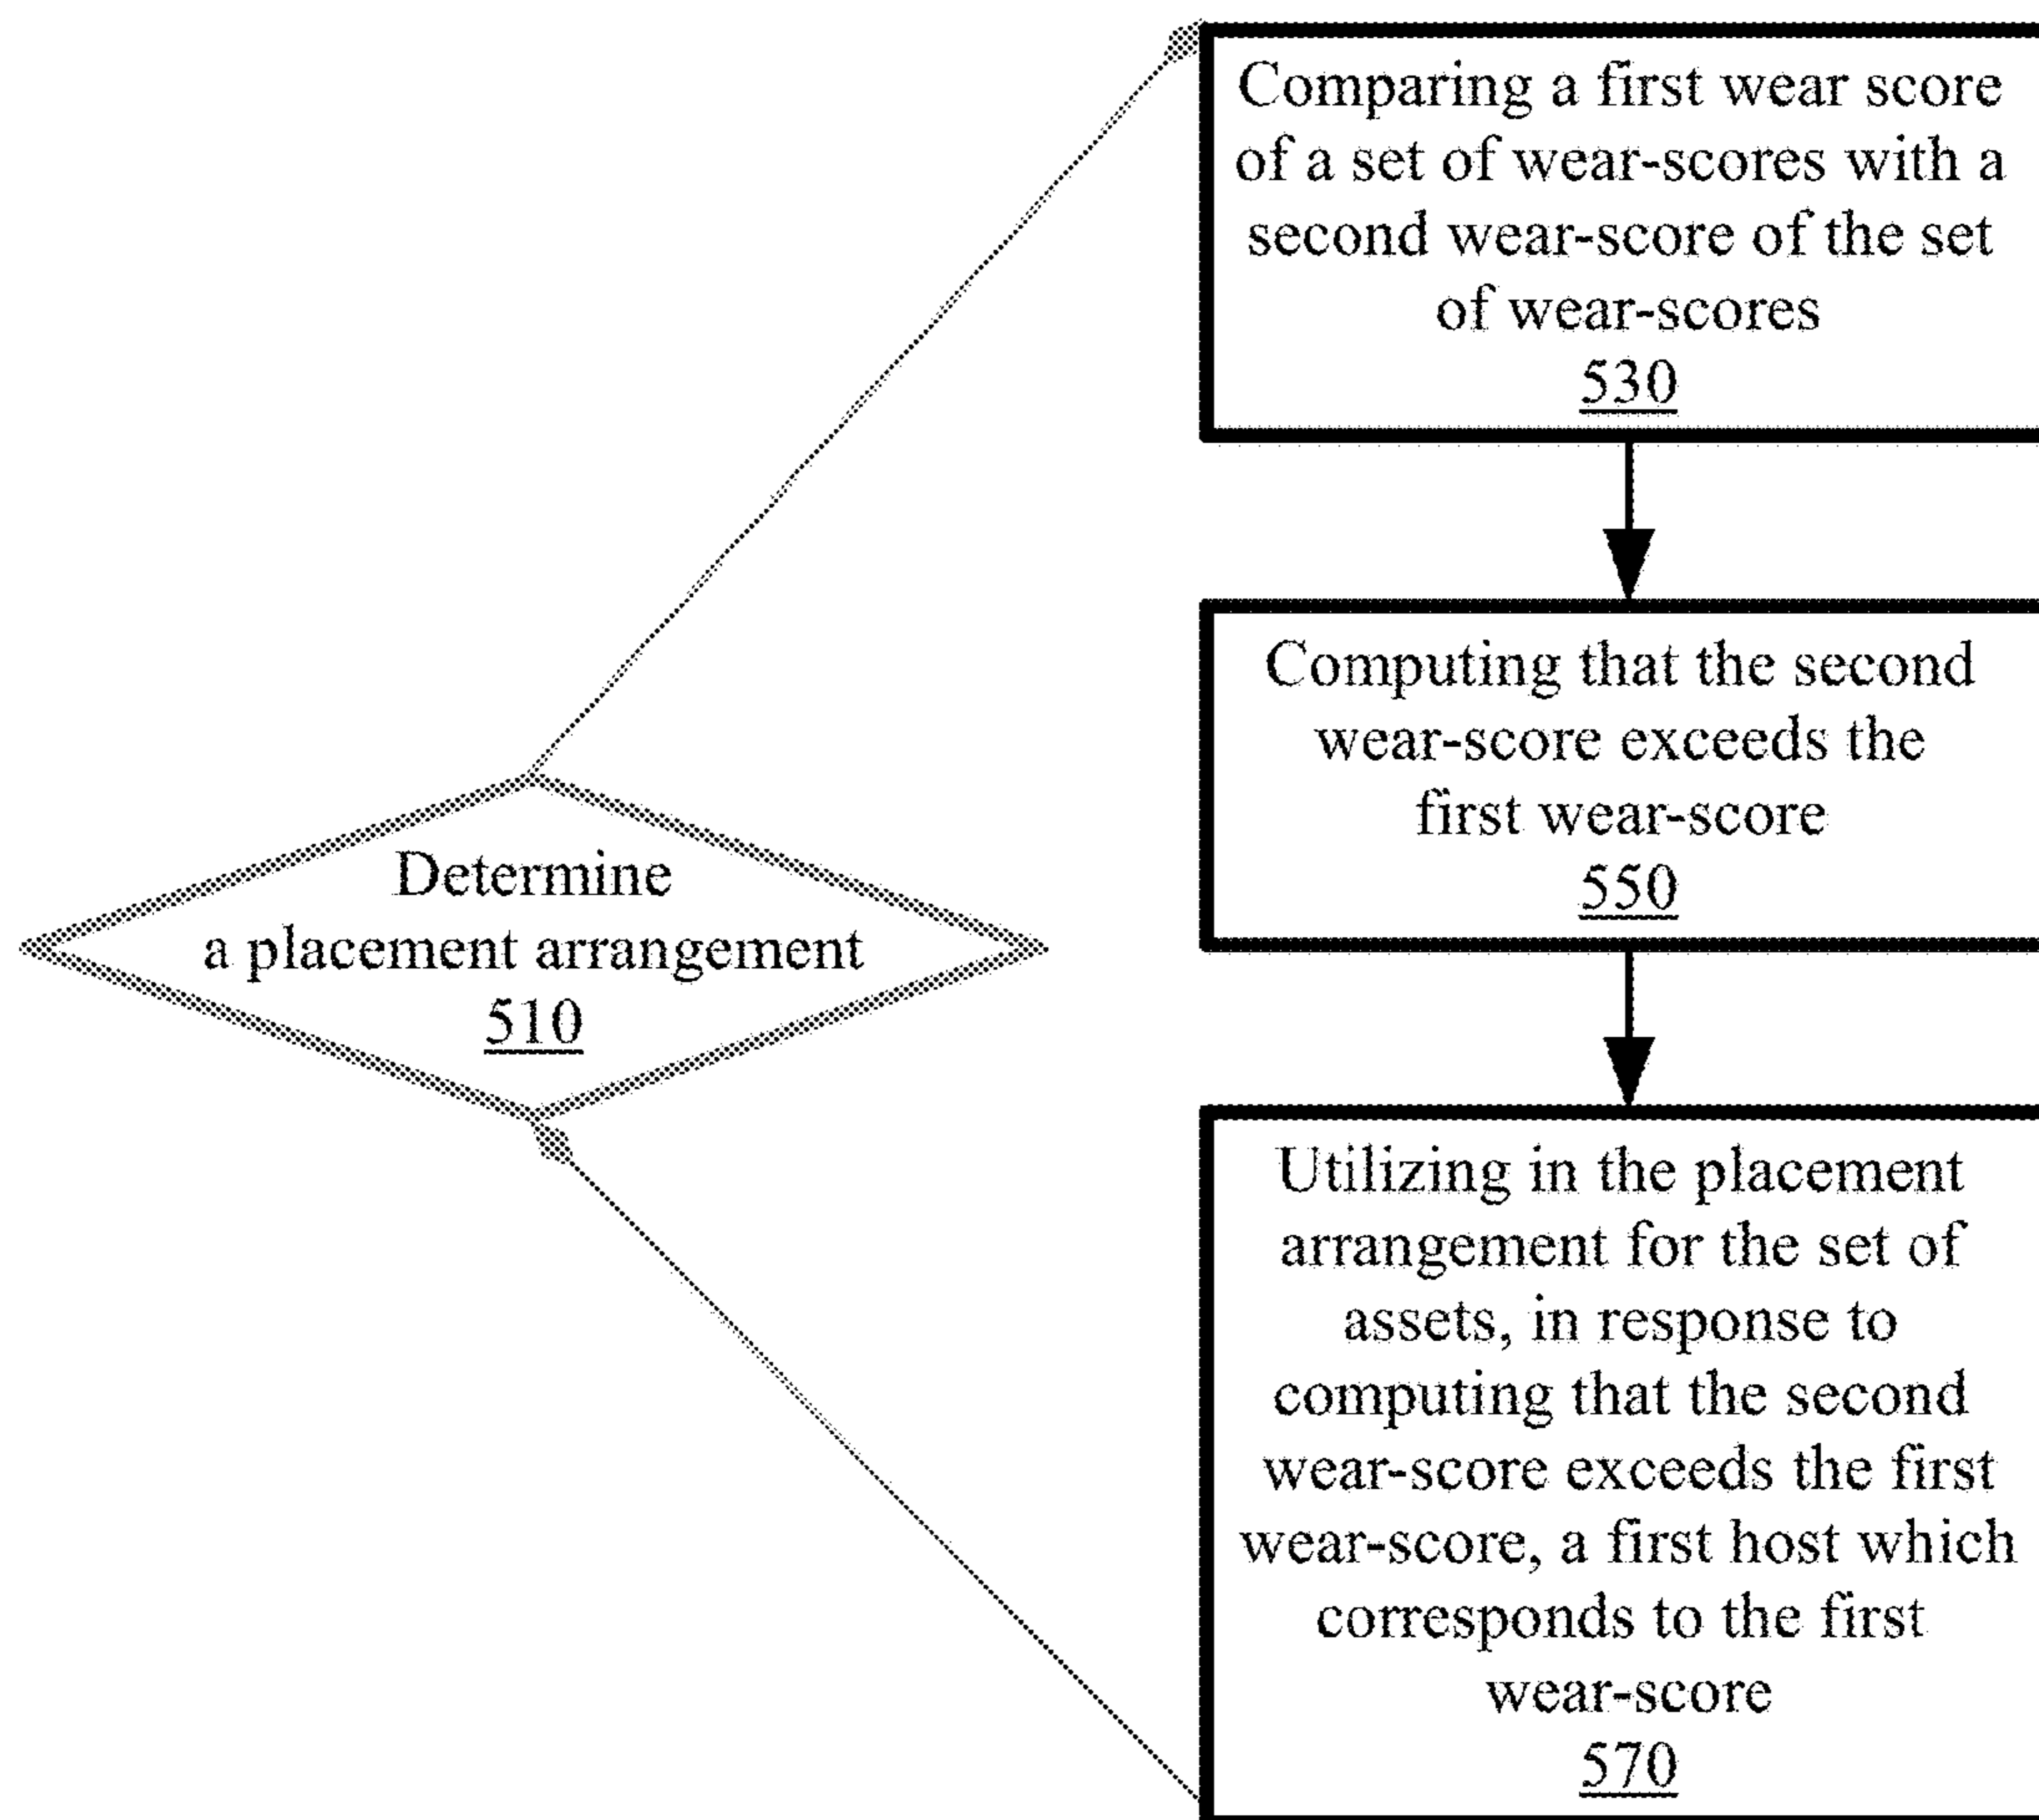 Comparing a first wear score
of a set of wear-scores with a
second wear-score of the set
of wear-scores
530
Computing that the second
wear-score exceeds the
first wear-score
550
Determine
a placement arrangement
510
Utilizing in the placement
arrangement for the set of
assets, in response to
computing that the second
wear-score exceeds the first
wear-score, a first host which
corresponds to the first
wear-score
570